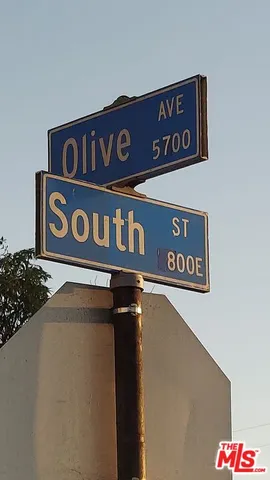 Olive AVE 5700
South ST 800E
THE
MLS.COM